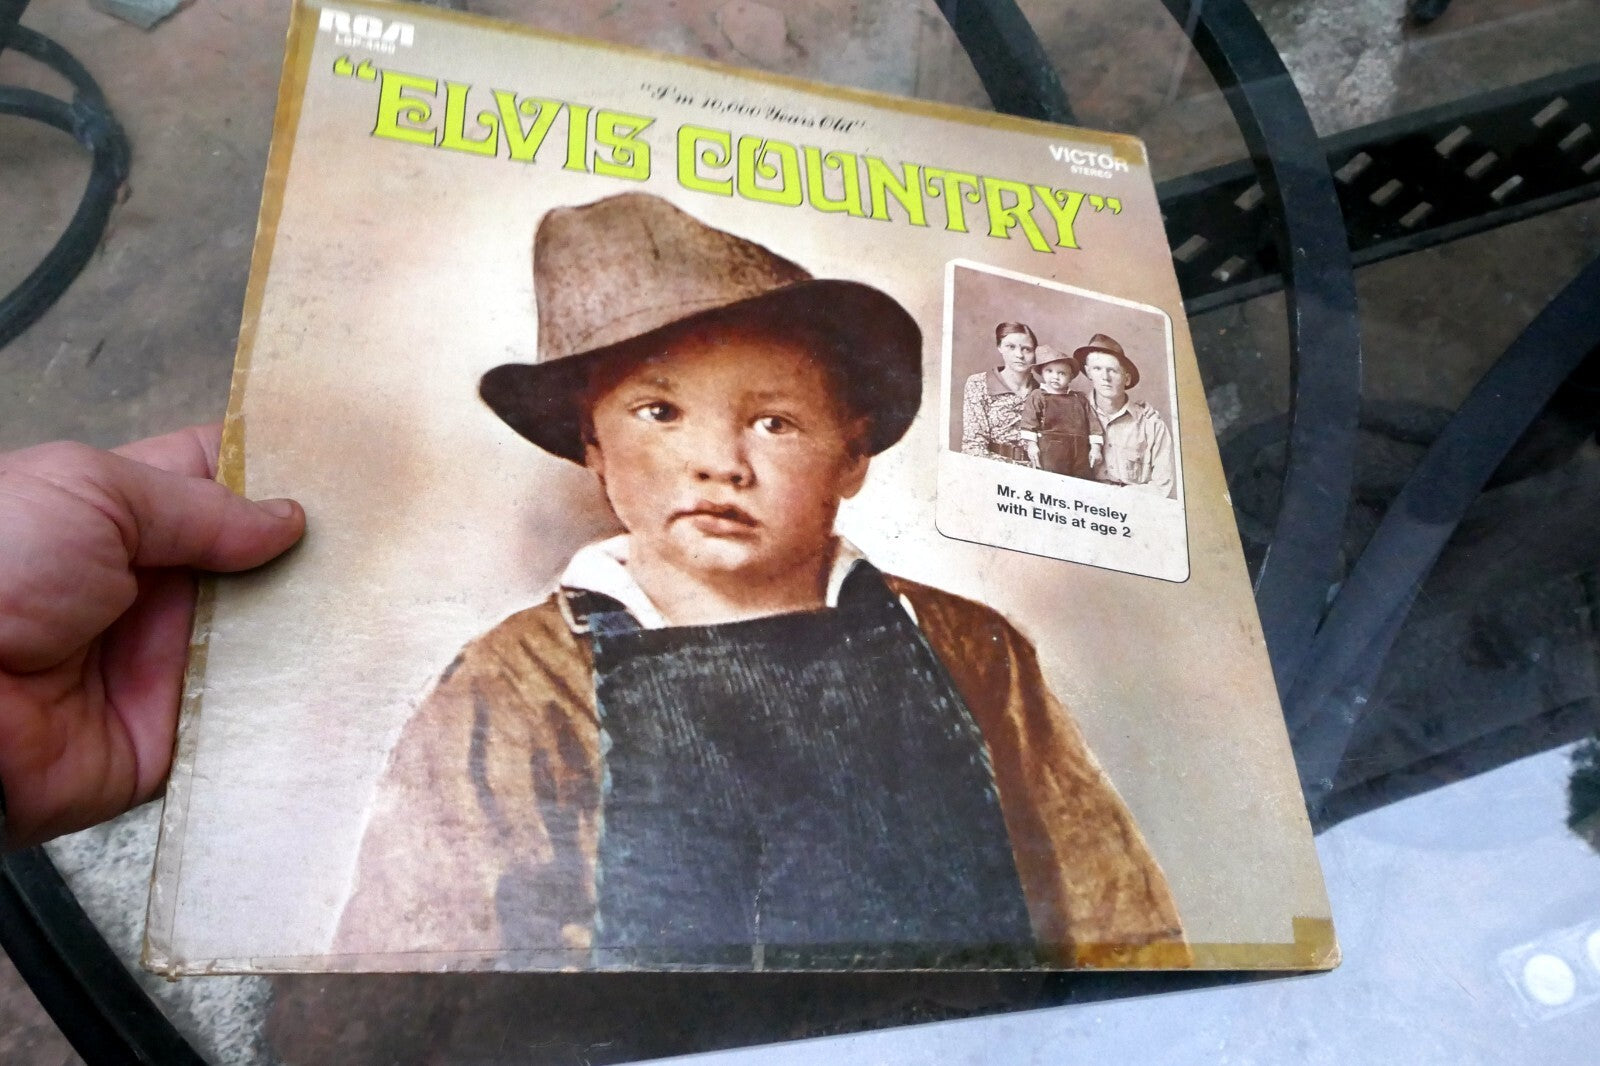 RCA
LSP-4460
"I'm 10,000 Years Old"
"ELVIS COUNTRY"
VICTOR
STEREO
Mr. & Mrs. Presley
with Elvis at age 2